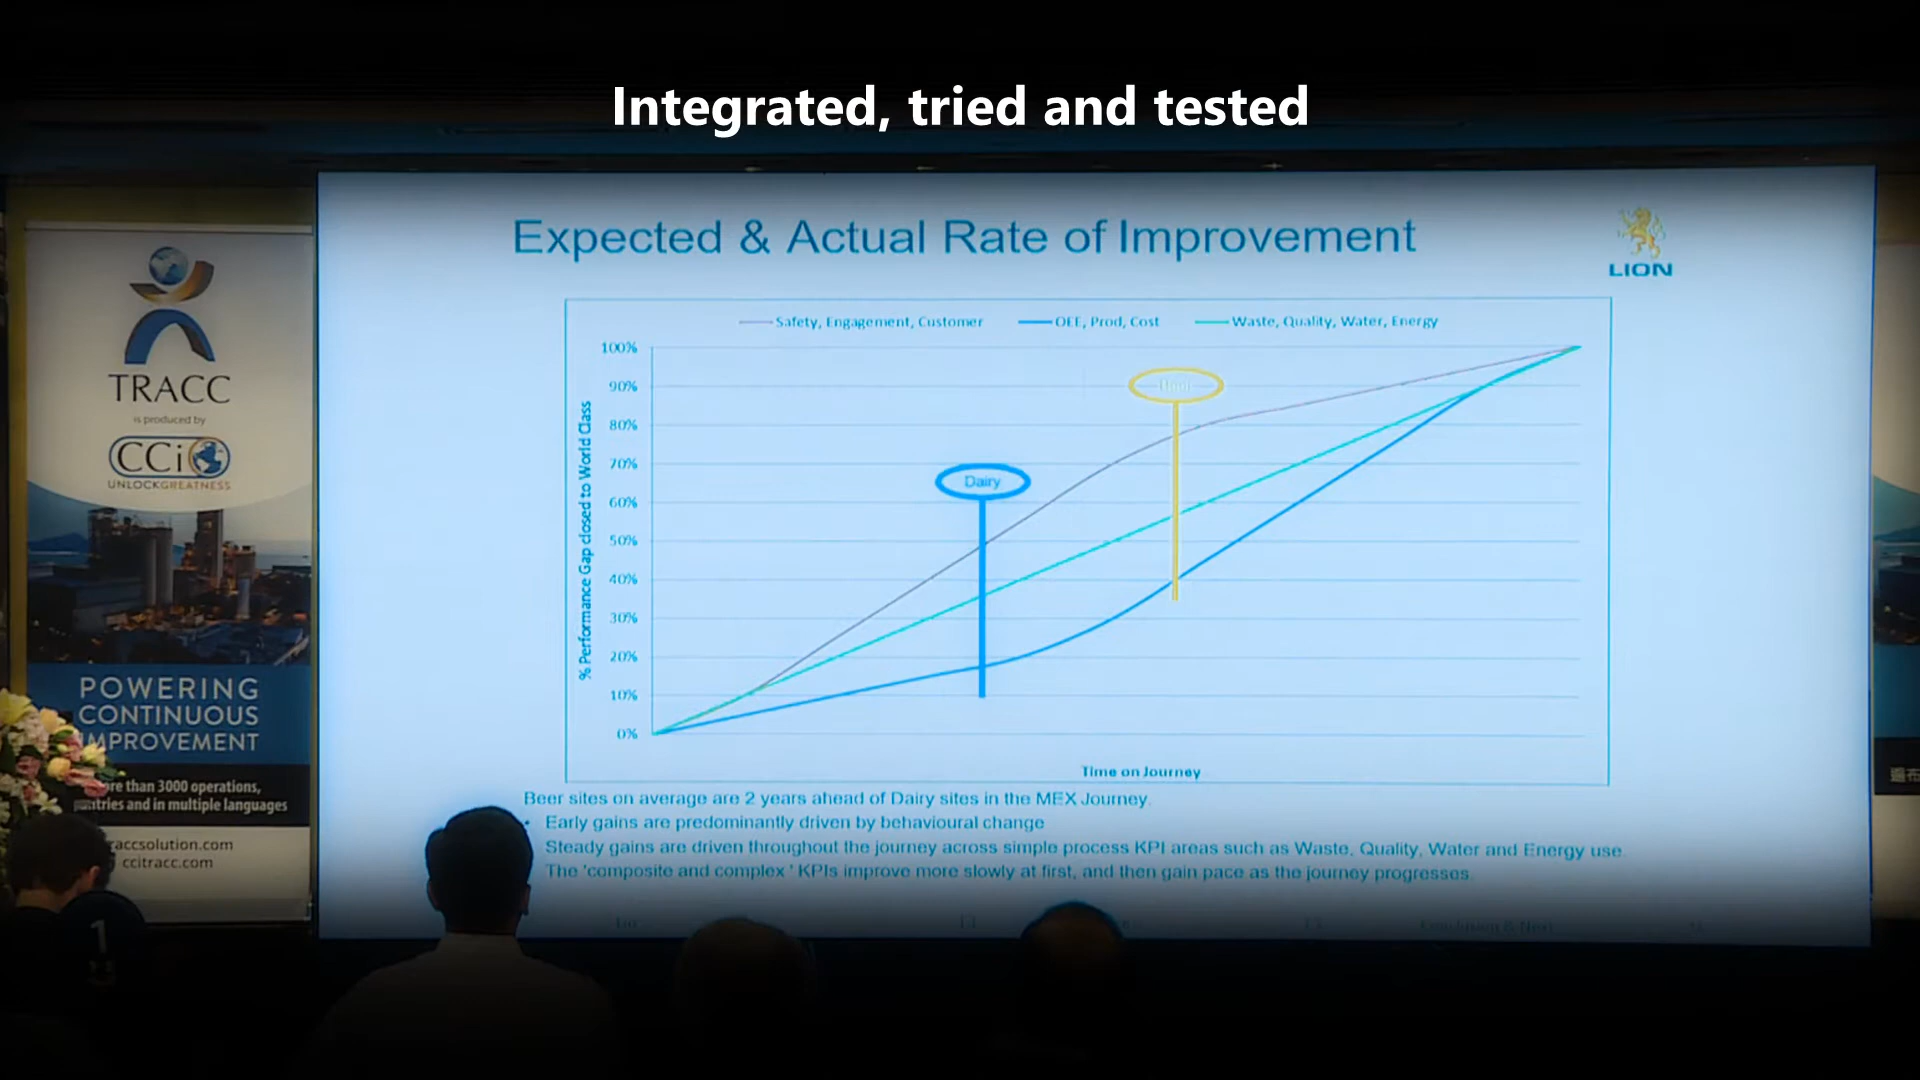 Integrated, tried and tested
Expected & Actual Rate of Improvement
LION
Safety, Engagement, Customer
OEE, Prod, Cost
Waste, Quality, Water, Energy
100%
90%
80%
70%
60%
50%
40%
30%
20%
10%
0%
% Performance Gap closed to World Class
Dairy
Time on Journey
Beer sites on average are 2 years ahead of Dairy sites in the MEX Journey.
• Early gains are predominantly driven by behavioural change
Steady gains are driven throughout the journey across simple process KPI areas such as Waste, Quality, Water and Energy use
The 'composite and complex ' KPIs improve more slowly at first, and then gain pace as the journey progresses.
TRACC
is produced by
CCi
UNLOCKGREATNESS
POWERING
CONTINUOUS
IMPROVEMENT
than 3000 operations,
and in multiple languages
raccsolution.com
ccitracc.com
1